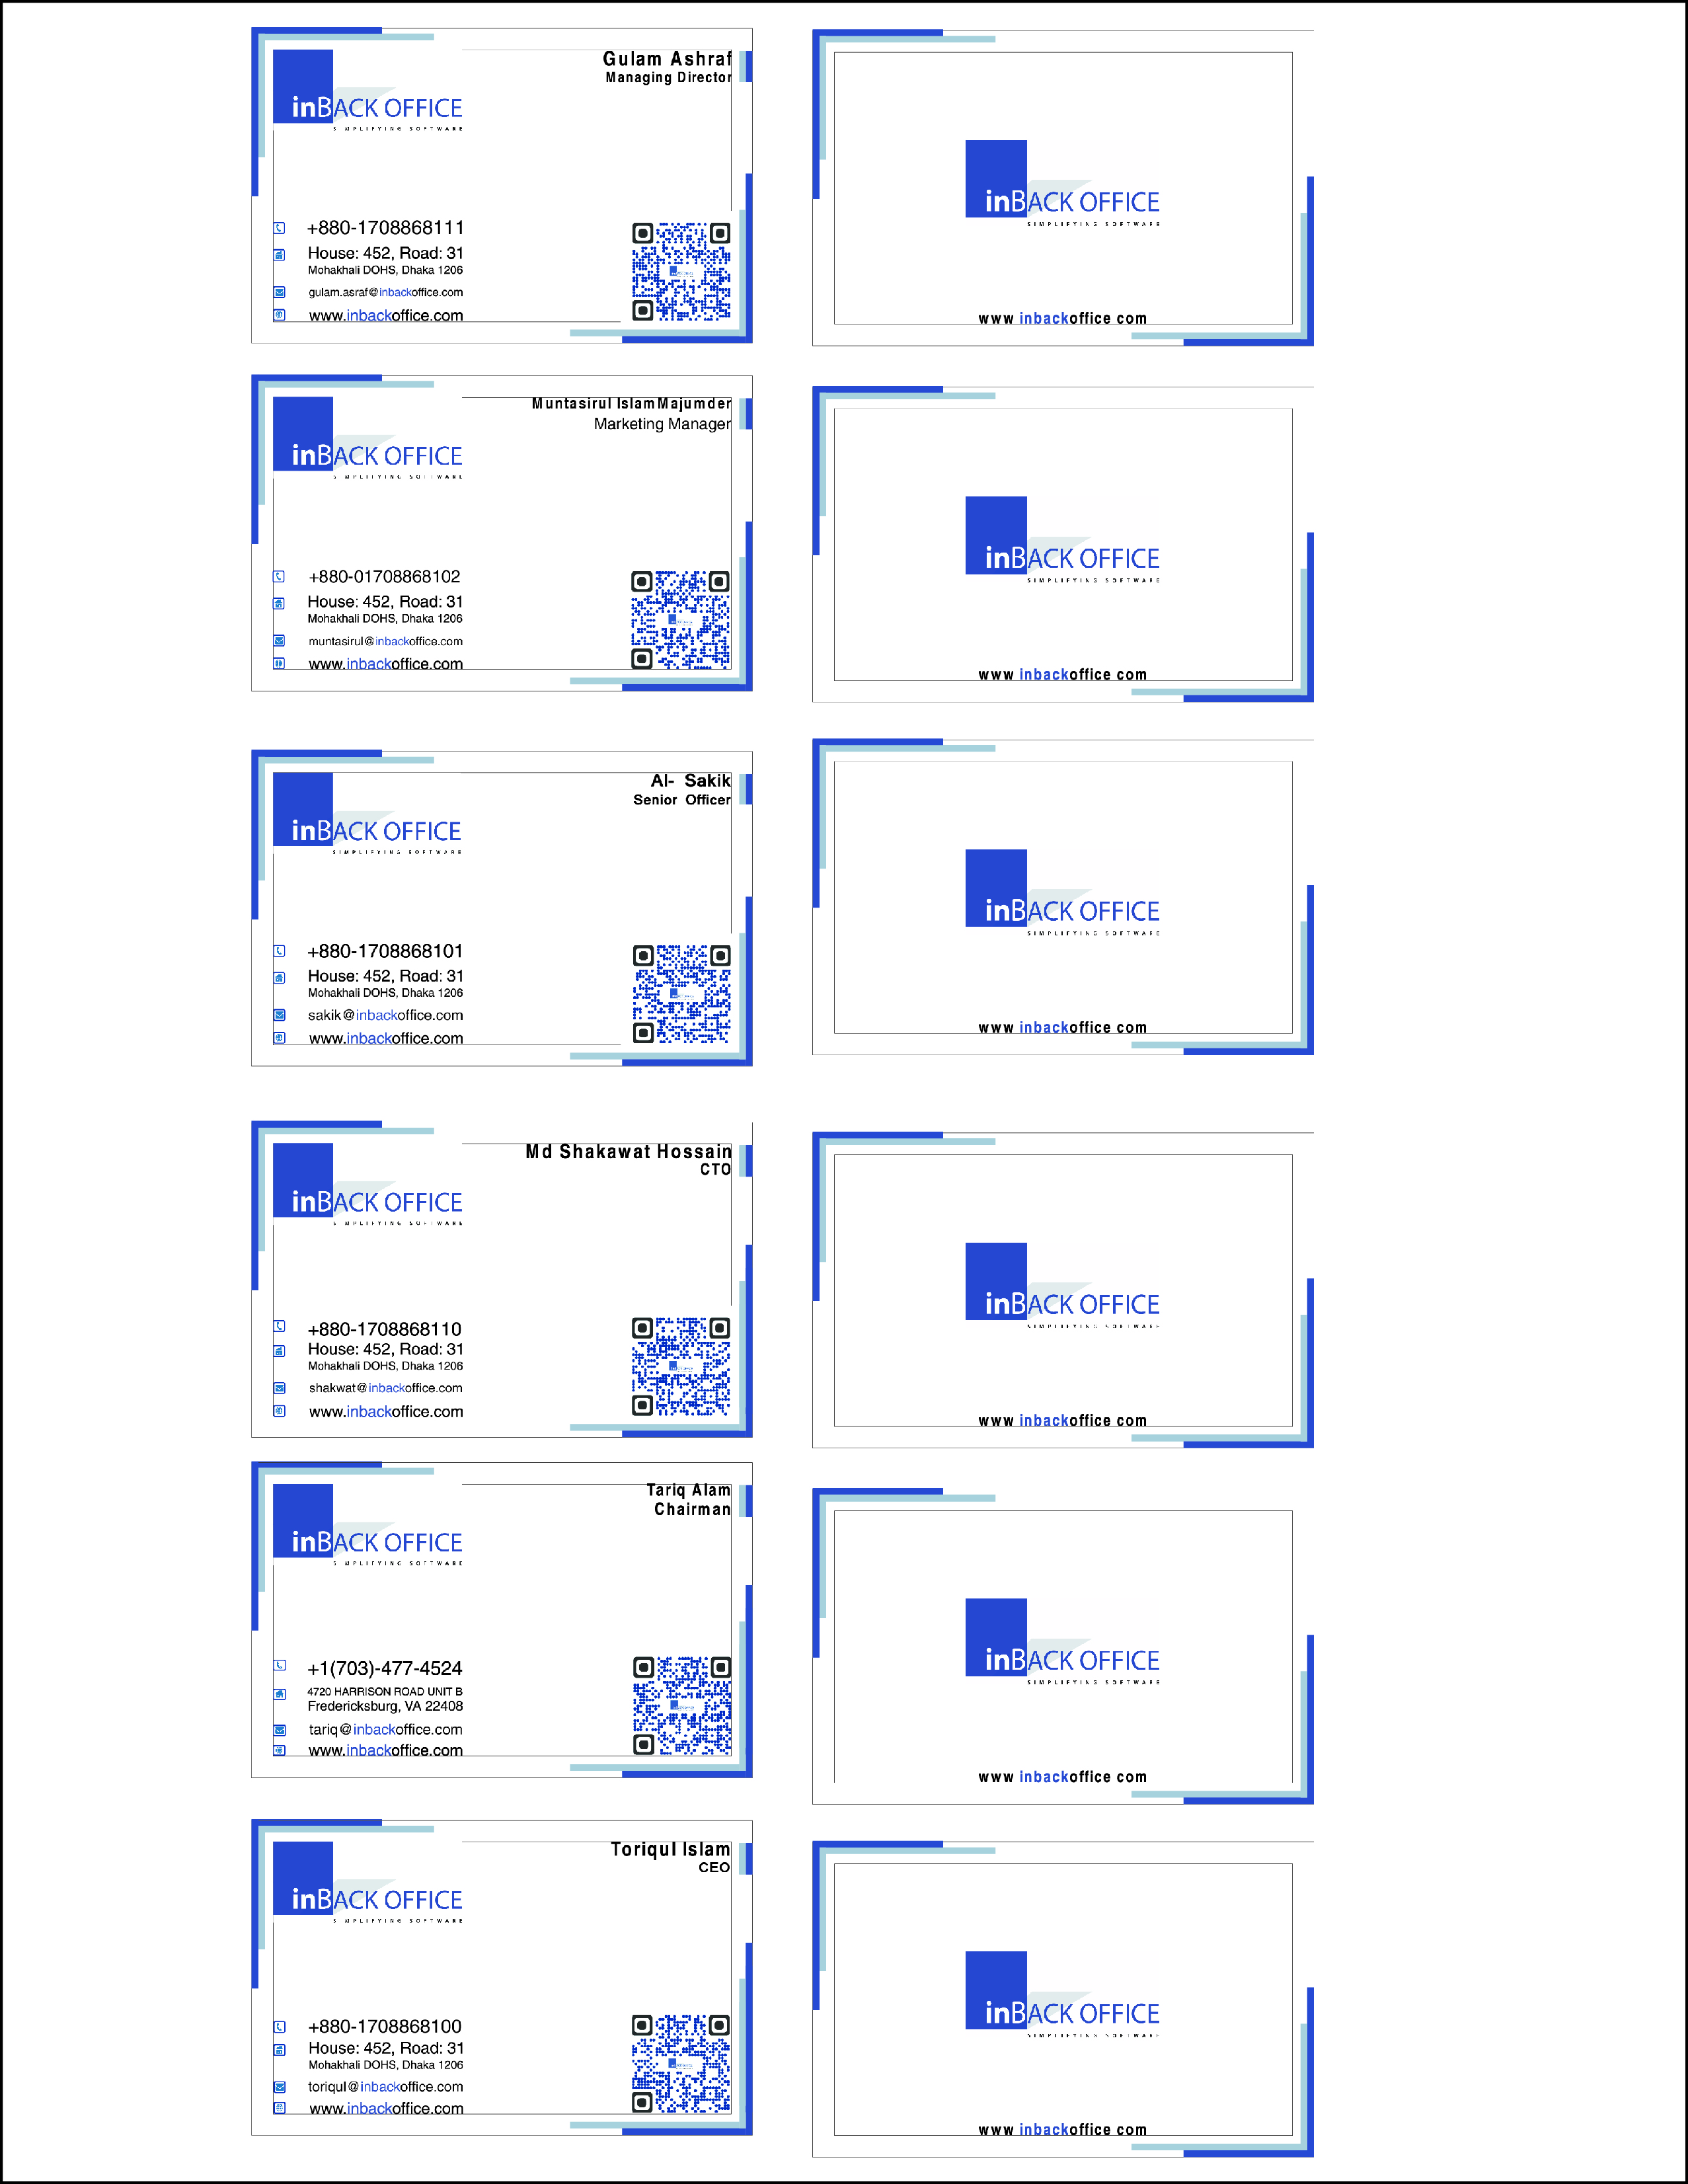 Gulam Ashraf
Managing Director
inBACK OFFICE
SIMPLIFYING SOFTWARE
+880-1708868111
House: 452, Road: 31
Mohakhali DOHS, Dhaka 1206
gulam.asraf@inbackoffice.com
www.inbackoffice.com
inBACK OFFICE
SIMPLIFYING SOFTWARE
www inbackoffice com
Muntasirul Islam Majumder
Marketing Manager
inBACK OFFICE
SIMPLIFYING SOFTWARE
+880-01708868102
House: 452, Road: 31
Mohakhali DOHS, Dhaka 1206
muntasirul@inbackoffice.com
www.inbackoffice.com
inBACK OFFICE
SIMPLIFYING SOFTWARE
www inbackoffice com
Al- Sakik
Senior Officer
inBACK OFFICE
SIMPLIFYING SOFTWARE
+880-1708868101
House: 452, Road: 31
Mohakhali DOHS, Dhaka 1206
sakik@inbackoffice.com
www.inbackoffice.com
inBACK OFFICE
SIMPLIFYING SOFTWARE
www inbackoffice com
Md Shakawat Hossain
CTO
inBACK OFFICE
SIMPLIFYING SOFTWARE
+880-1708868110
House: 452, Road: 31
Mohakhali DOHS, Dhaka 1206
shakwat@inbackoffice.com
www.inbackoffice.com
inBACK OFFICE
SIMPLIFYING SOFTWARE
www inbackoffice com
Tariq Alam
Chairman
inBACK OFFICE
SIMPLIFYING SOFTWARE
+1(703)-477-4524
4720 HARRISON ROAD UNIT B
Fredericksburg, VA 22408
tariq@inbackoffice.com
www.inbackoffice.com
inBACK OFFICE
SIMPLIFYING SOFTWARE
www inbackoffice com
Toriqul Islam
CEO
inBACK OFFICE
SIMPLIFYING SOFTWARE
+880-1708868100
House: 452, Road: 31
Mohakhali DOHS, Dhaka 1206
toriqul@inbackoffice.com
www.inbackoffice.com
inBACK OFFICE
SIMPLIFYING SOFTWARE
www inbackoffice com